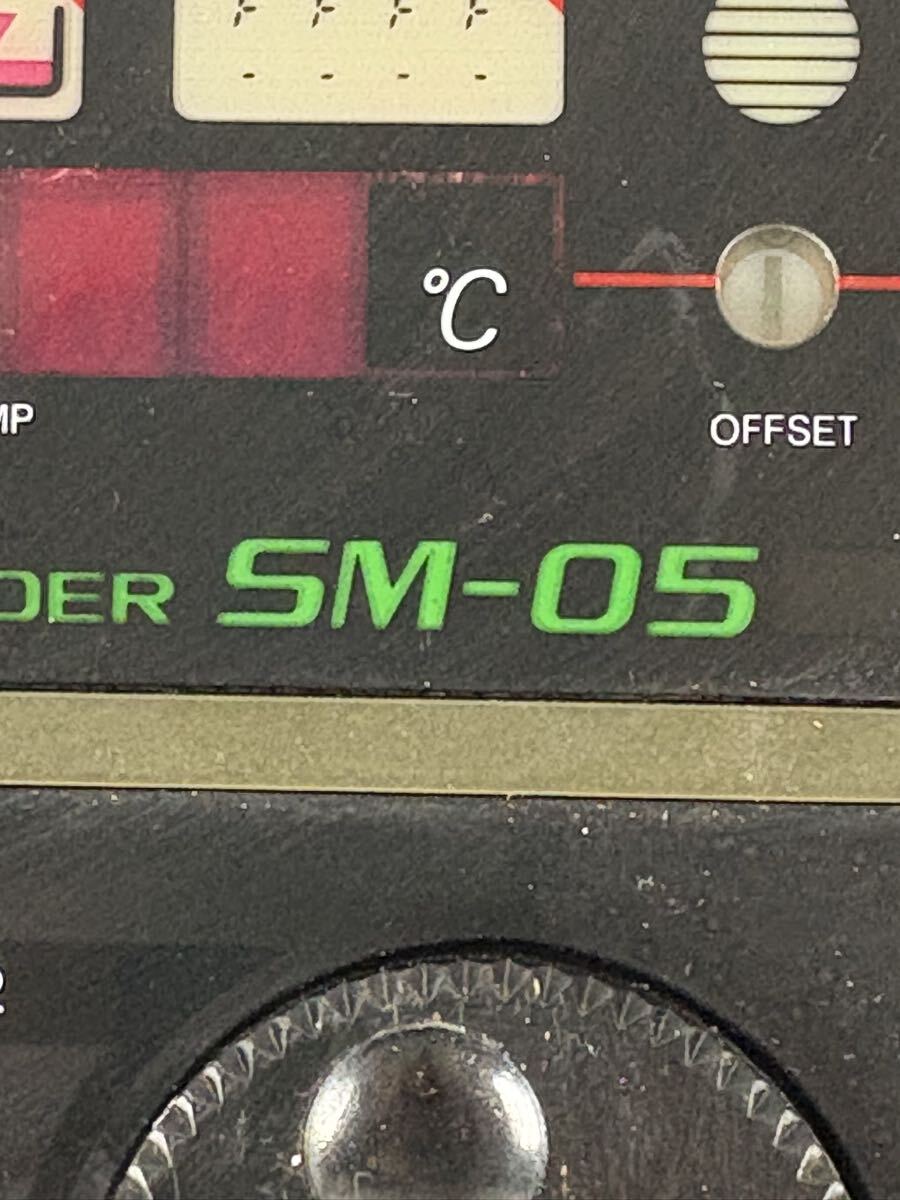 °C
MP
OFFSET
DER SM-05